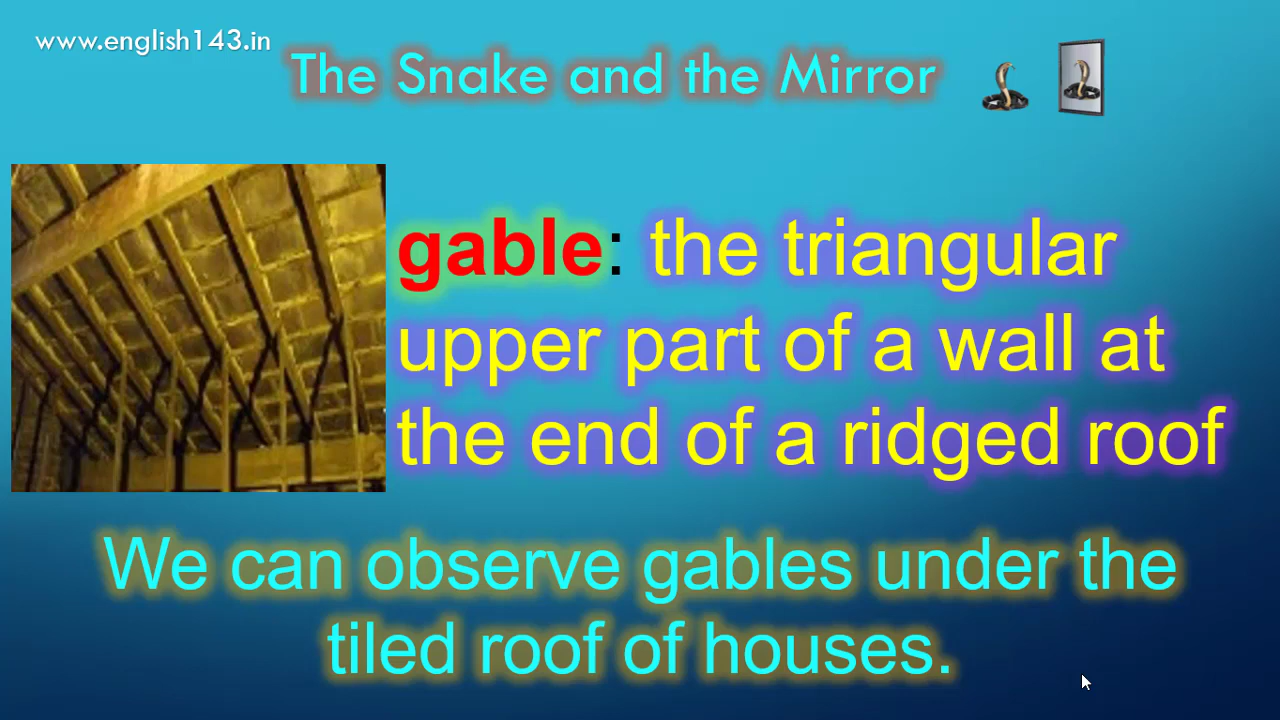 www.english143.in
The Snake and the Mirror
gable: the triangular
upper part of a wall at
the end of a ridged roof
We can observe gables under the
tiled roof of houses.